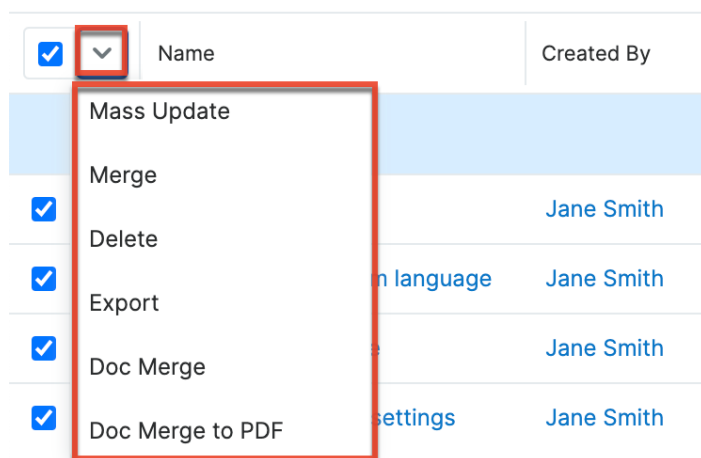 Name Created By
Mass Update
Merge
Delete
Jane Smith
Export
language Jane Smith
Doc Merge
Jane Smith
Doc Merge to PDF
settings Jane Smith